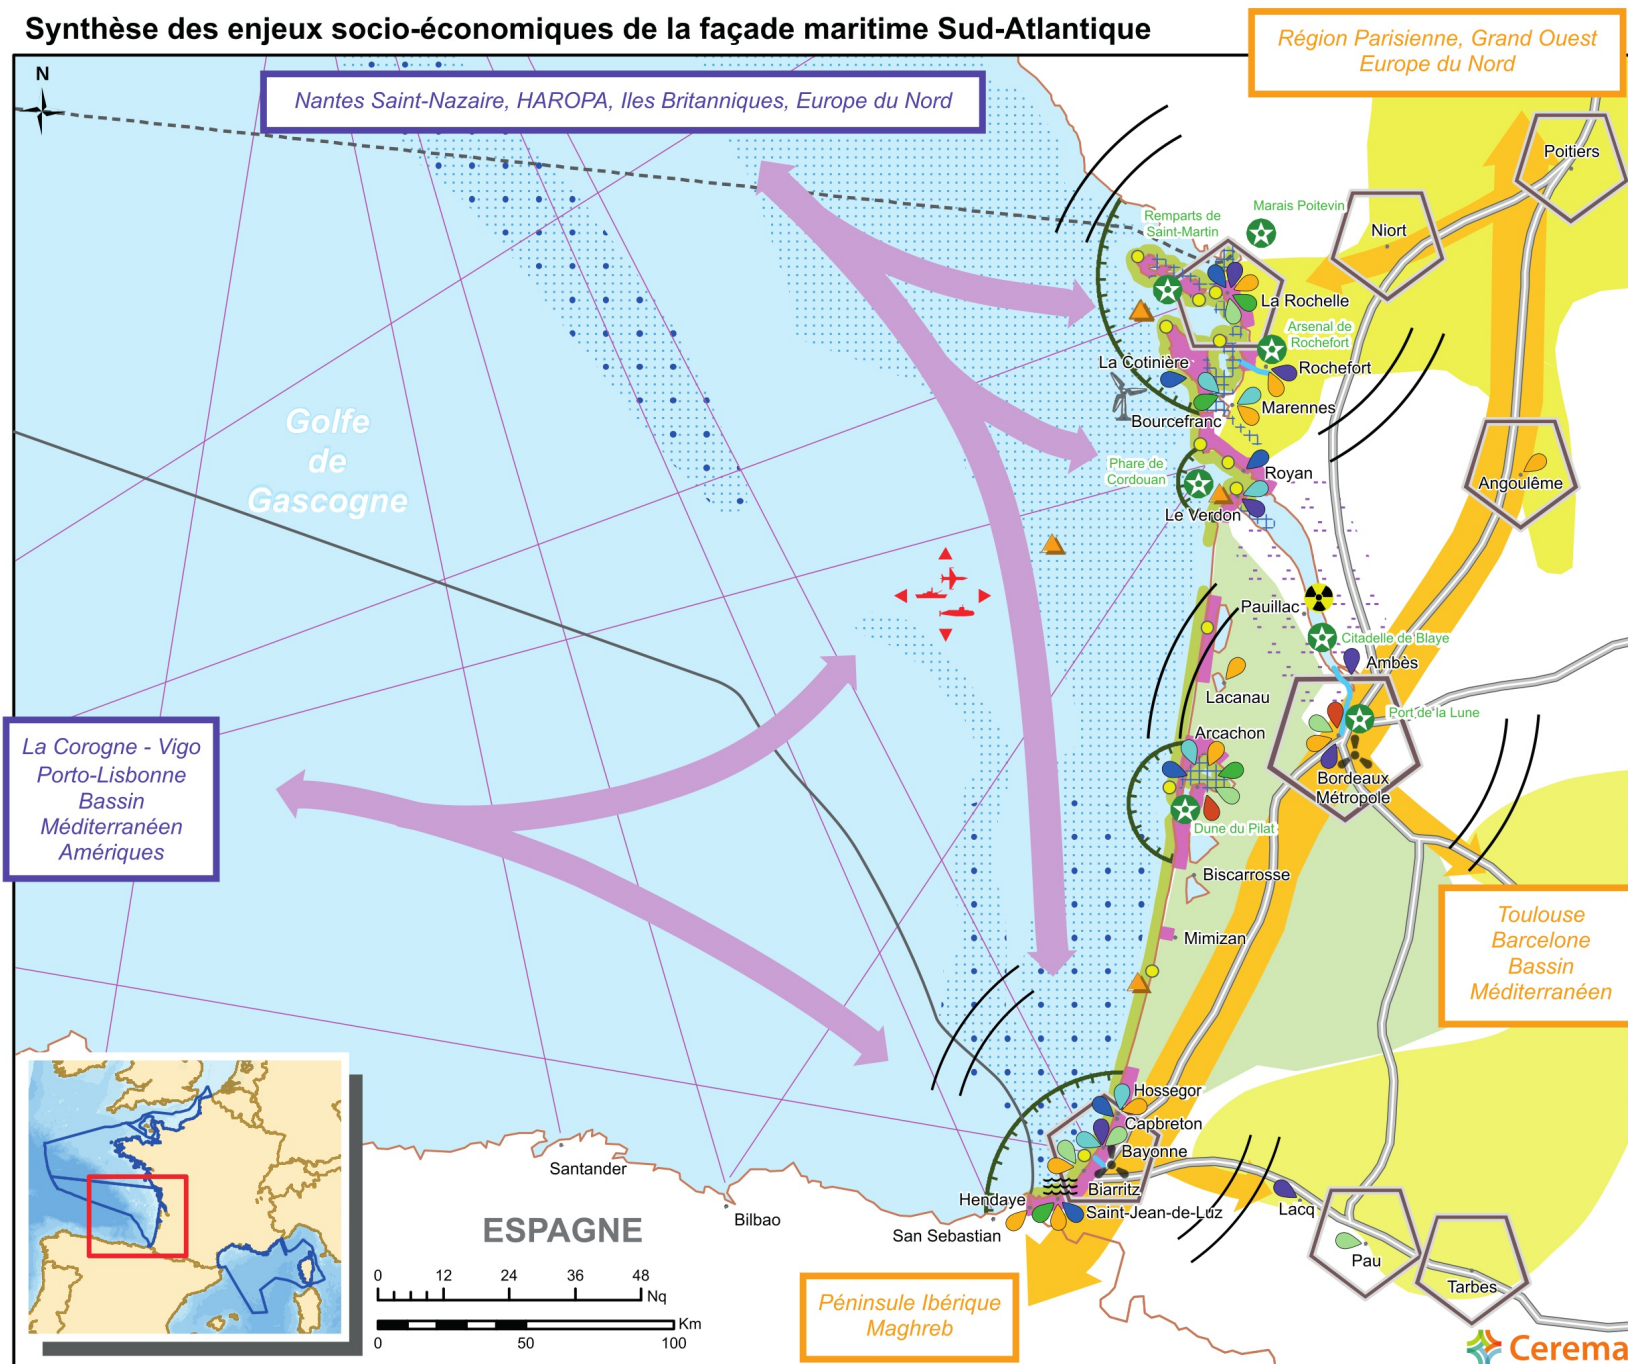 Synthèse des enjeux socio-économiques de la façade maritime Sud-Atlantique
Région Parisienne, Grand Ouest
Europe du Nord
N
Nantes Saint-Nazaire, HAROPA, Iles Britanniques, Europe du Nord
Poitiers
Marais Poitevin
Remparts de
Saint-Martin
Niort
La Rochelle
Arsenal de
Rochefort
La Cotinière
Rochefort
Marennes
Bourcefranc
Golfe
de
Gascogne
Phare de
Cordouan
Royan
Angoulême
Le Verdon
Pauillac
Citadelle de Blaye
Ambès
Lacanau
Port de la Lune
Arcachon
La Corogne - Vigo
Porto-Lisbonne
Bassin
Méditerranéen
Amériques
Bordeaux
Métropole
Dune du Pilat
Biscarrosse
Toulouse
Barcelone
Bassin
Méditerranéen
Mimizan
Hossegor
Capbreton
Bayonne
Santander
Biarritz
Hendaye
Saint-Jean-de-Luz
Lacq
Bilbao
ESPAGNE
San Sebastian
Pau
Tarbes
0 12 24 36 48
Nq
Péninsule Ibérique
Maghreb
Km
0 50 100
Cerema